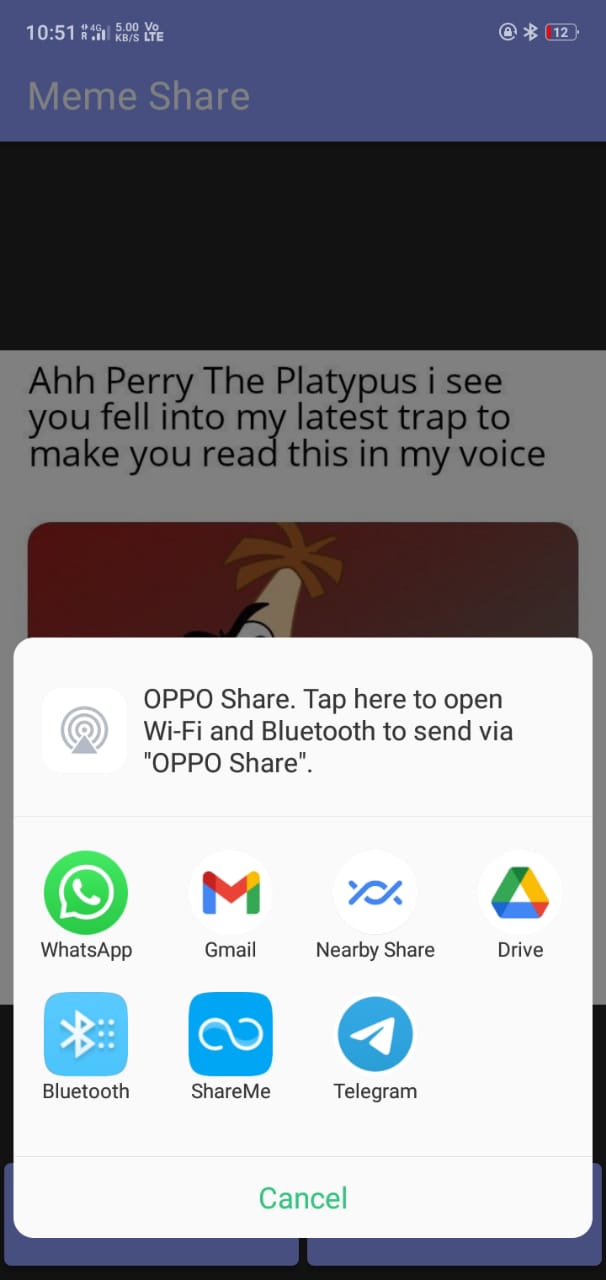 10:51 4G R 5.00 KB/S Vo LTE 12
Meme Share
Ahh Perry The Platypus i see
you fell into my latest trap to
make you read this in my voice
OPPO Share. Tap here to open
Wi-Fi and Bluetooth to send via
"OPPO Share".
WhatsApp Gmail Nearby Share Drive
Bluetooth ShareMe Telegram
Cancel